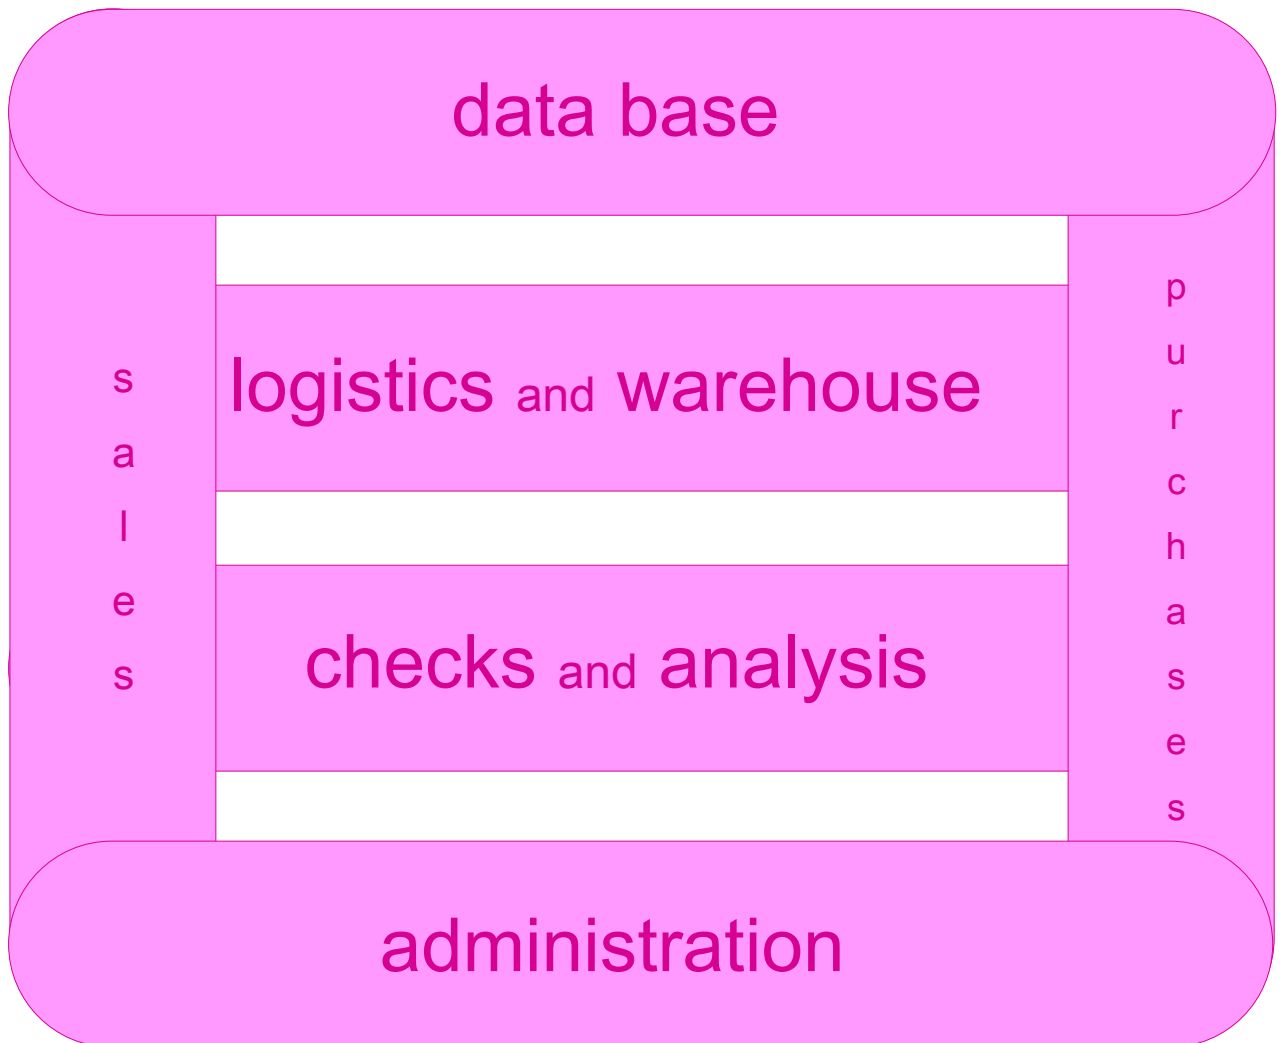 data base
sales
logistics and warehouse
checks and analysis
purchases
administration